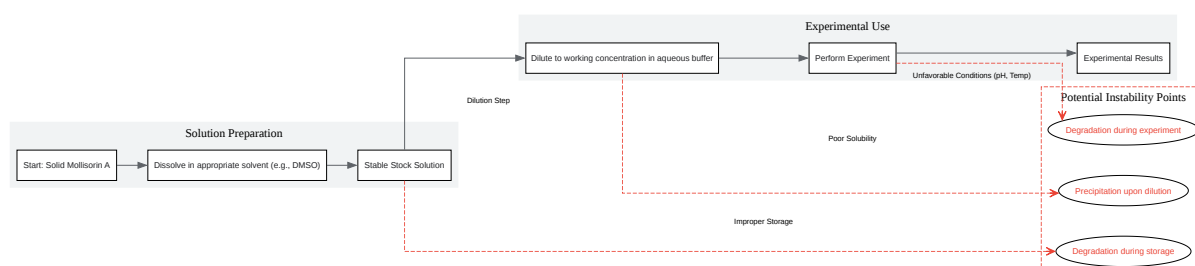 Experimental Use
Dilute to working concentration in aqueous buffer
Perform Experiment
Experimental Results
Unfavorable Conditions (pH, Temp)
Potential Instability Points
Dilution Step
Solution Preparation
Degradation during experiment
Poor Solubility
Start: Solid Mollisorin A
Dissolve in appropriate solvent (e.g., DMSO)
Stable Stock Solution
Precipitation upon dilution
Improper Storage
Degradation during storage